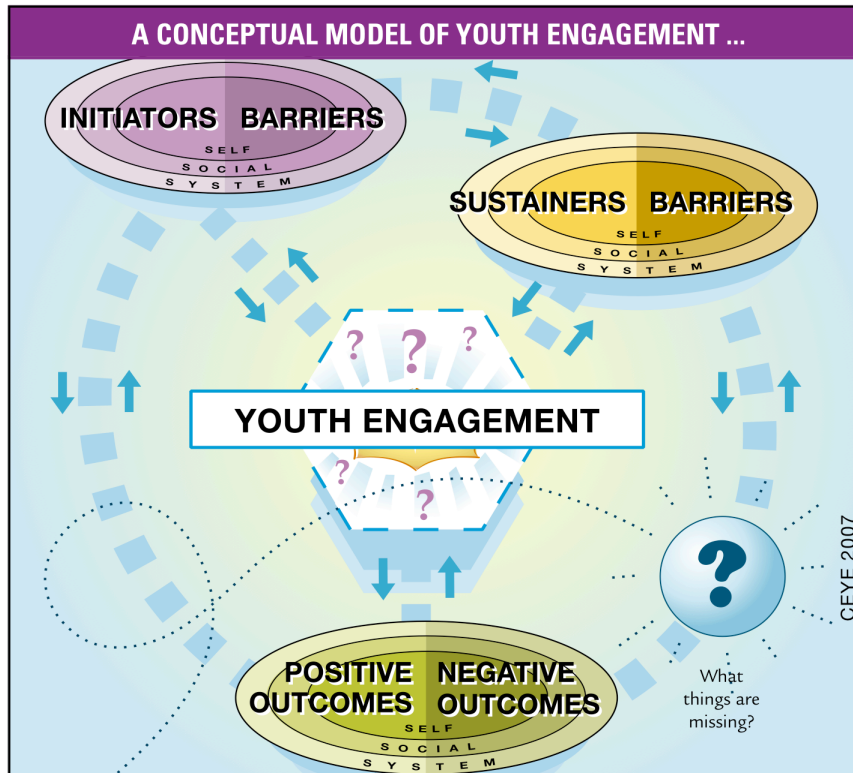 A CONCEPTUAL MODEL OF YOUTH ENGAGEMENT ...
INITIATORS BARRIERS
SELF
SOCIAL
SYSTEM
SUSTAINERS BARRIERS
SELF
SOCIAL
SYSTEM
? ? ?
YOUTH ENGAGEMENT
? ? ?
?
What
things are
missing?
CEYE 2007
POSITIVE NEGATIVE
OUTCOMES OUTCOMES
SELF
SOCIAL
SYSTEM